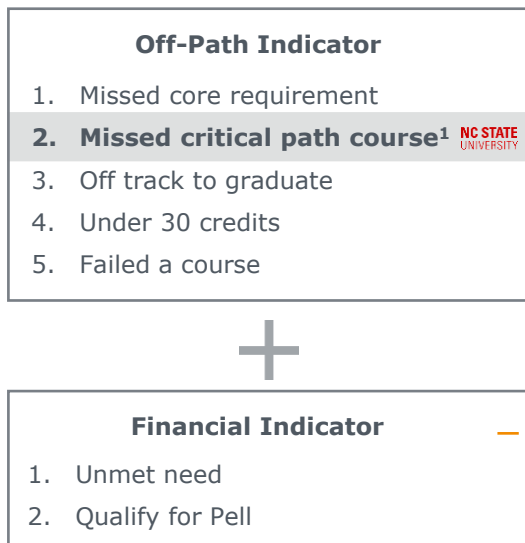 Off-Path Indicator
1. Missed core requirement
2. Missed critical path course¹ NC STATE
UNIVERSITY
3. Off track to graduate
4. Under 30 credits
5. Failed a course
+
Financial Indicator
1. Unmet need
2. Qualify for Pell